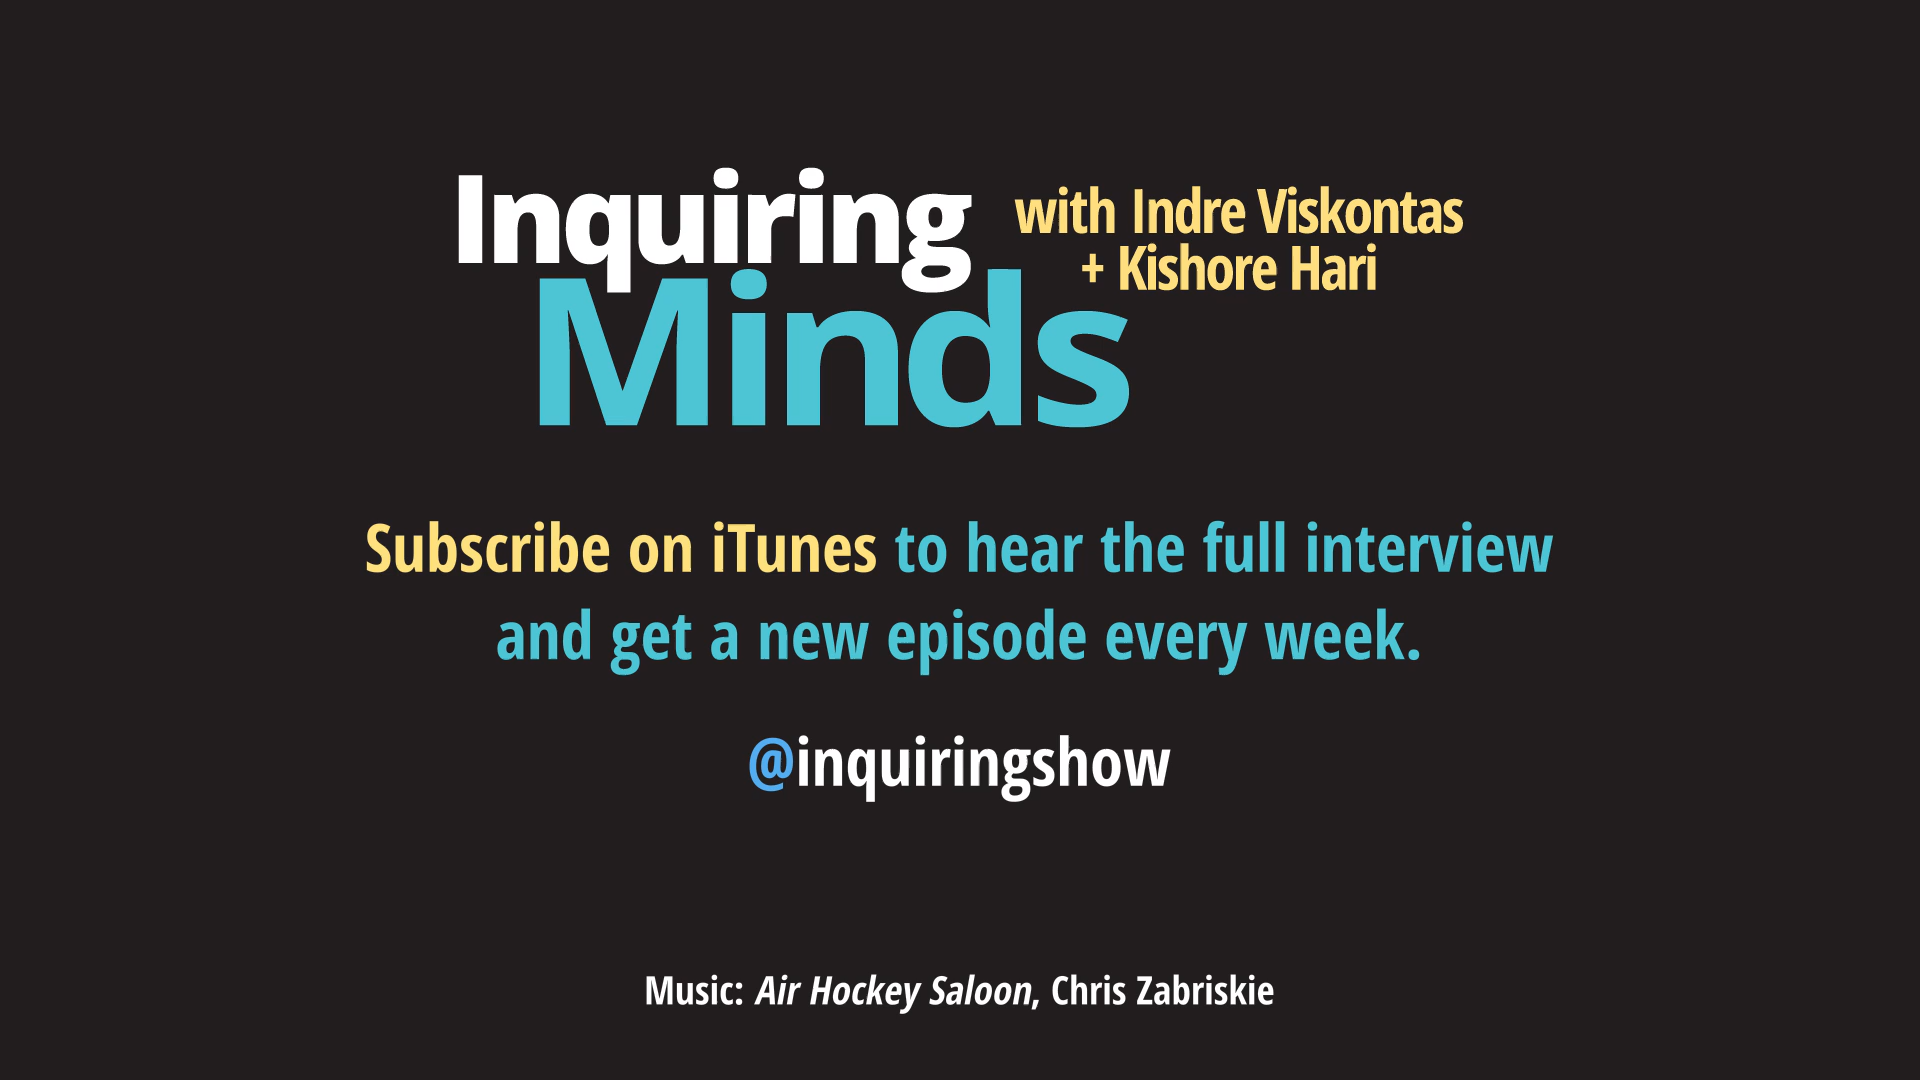 Inquiring
Minds
with Indre Viskontas
+ Kishore Hari
Subscribe on iTunes to hear the full interview
and get a new episode every week.
@inquiringshow
Music: Air Hockey Saloon, Chris Zabriskie